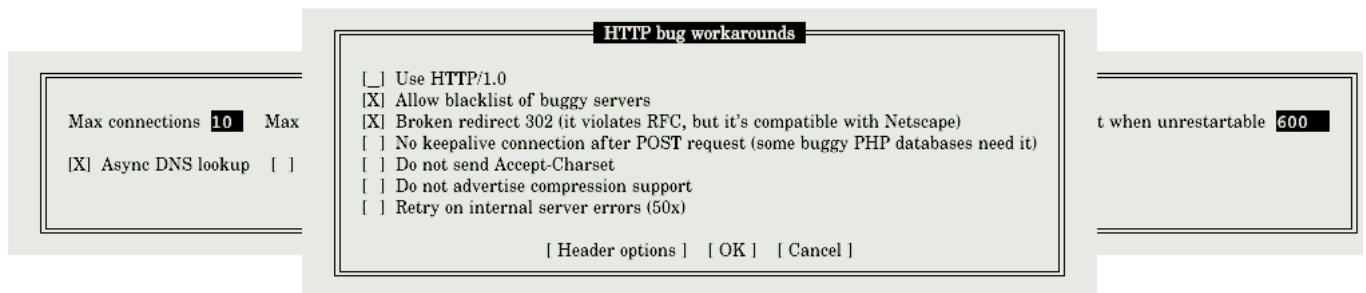 HTTP bug workarounds
[_] Use HTTP/1.0
[X] Allow blacklist of buggy servers
[X] Broken redirect 302 (it violates RFC, but it's compatible with Netscape)
[ ] No keepalive connection after POST request (some buggy PHP databases need it)
[ ] Do not send Accept-Charset
[ ] Do not advertise compression support
[ ] Retry on internal server errors (50x)
[ Header options ] [ OK ] [ Cancel ]
Max connections 10 Max
t when unrestartable 600
[X] Async DNS lookup [ ]